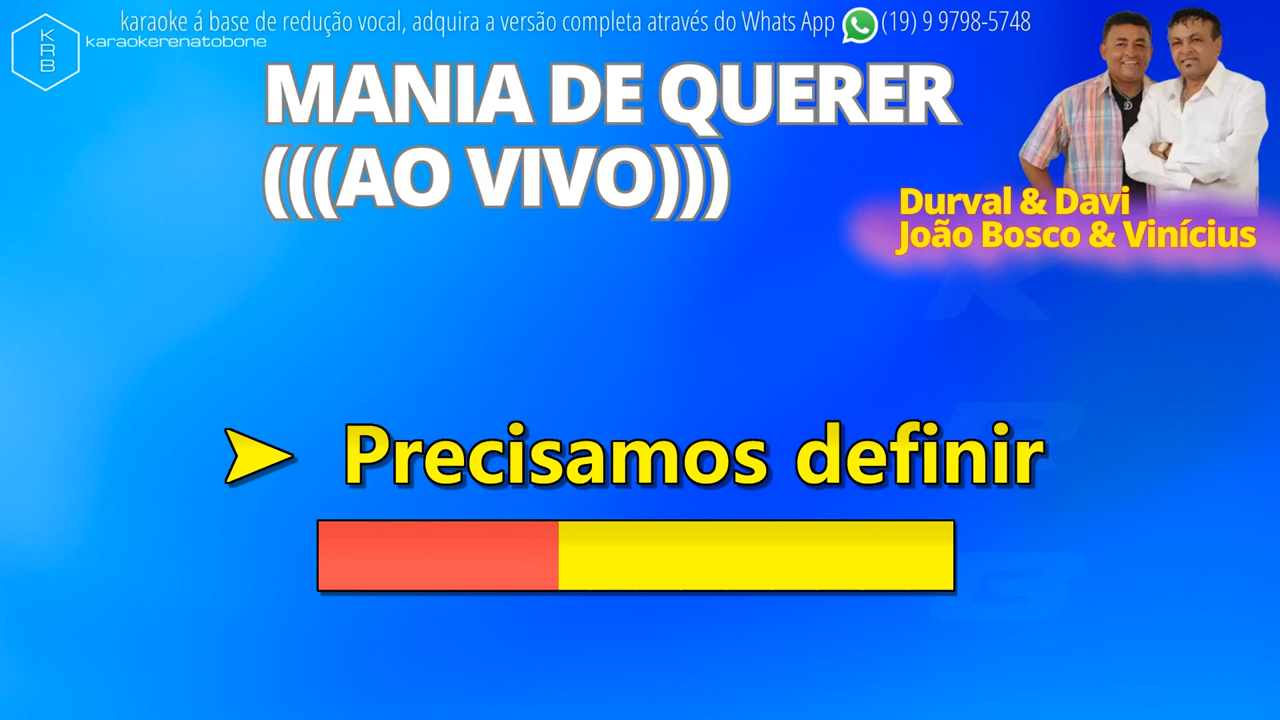 karaoke á base de redução vocal, adquira a versão completa através do Whats App (19) 9 9798-5748
K
R
B
karaokerenatobone
MANIA DE QUERER
(((AO VIVO)))
Durval & Davi
João Bosco & Vinícius
K
R
B
Precisamos definir